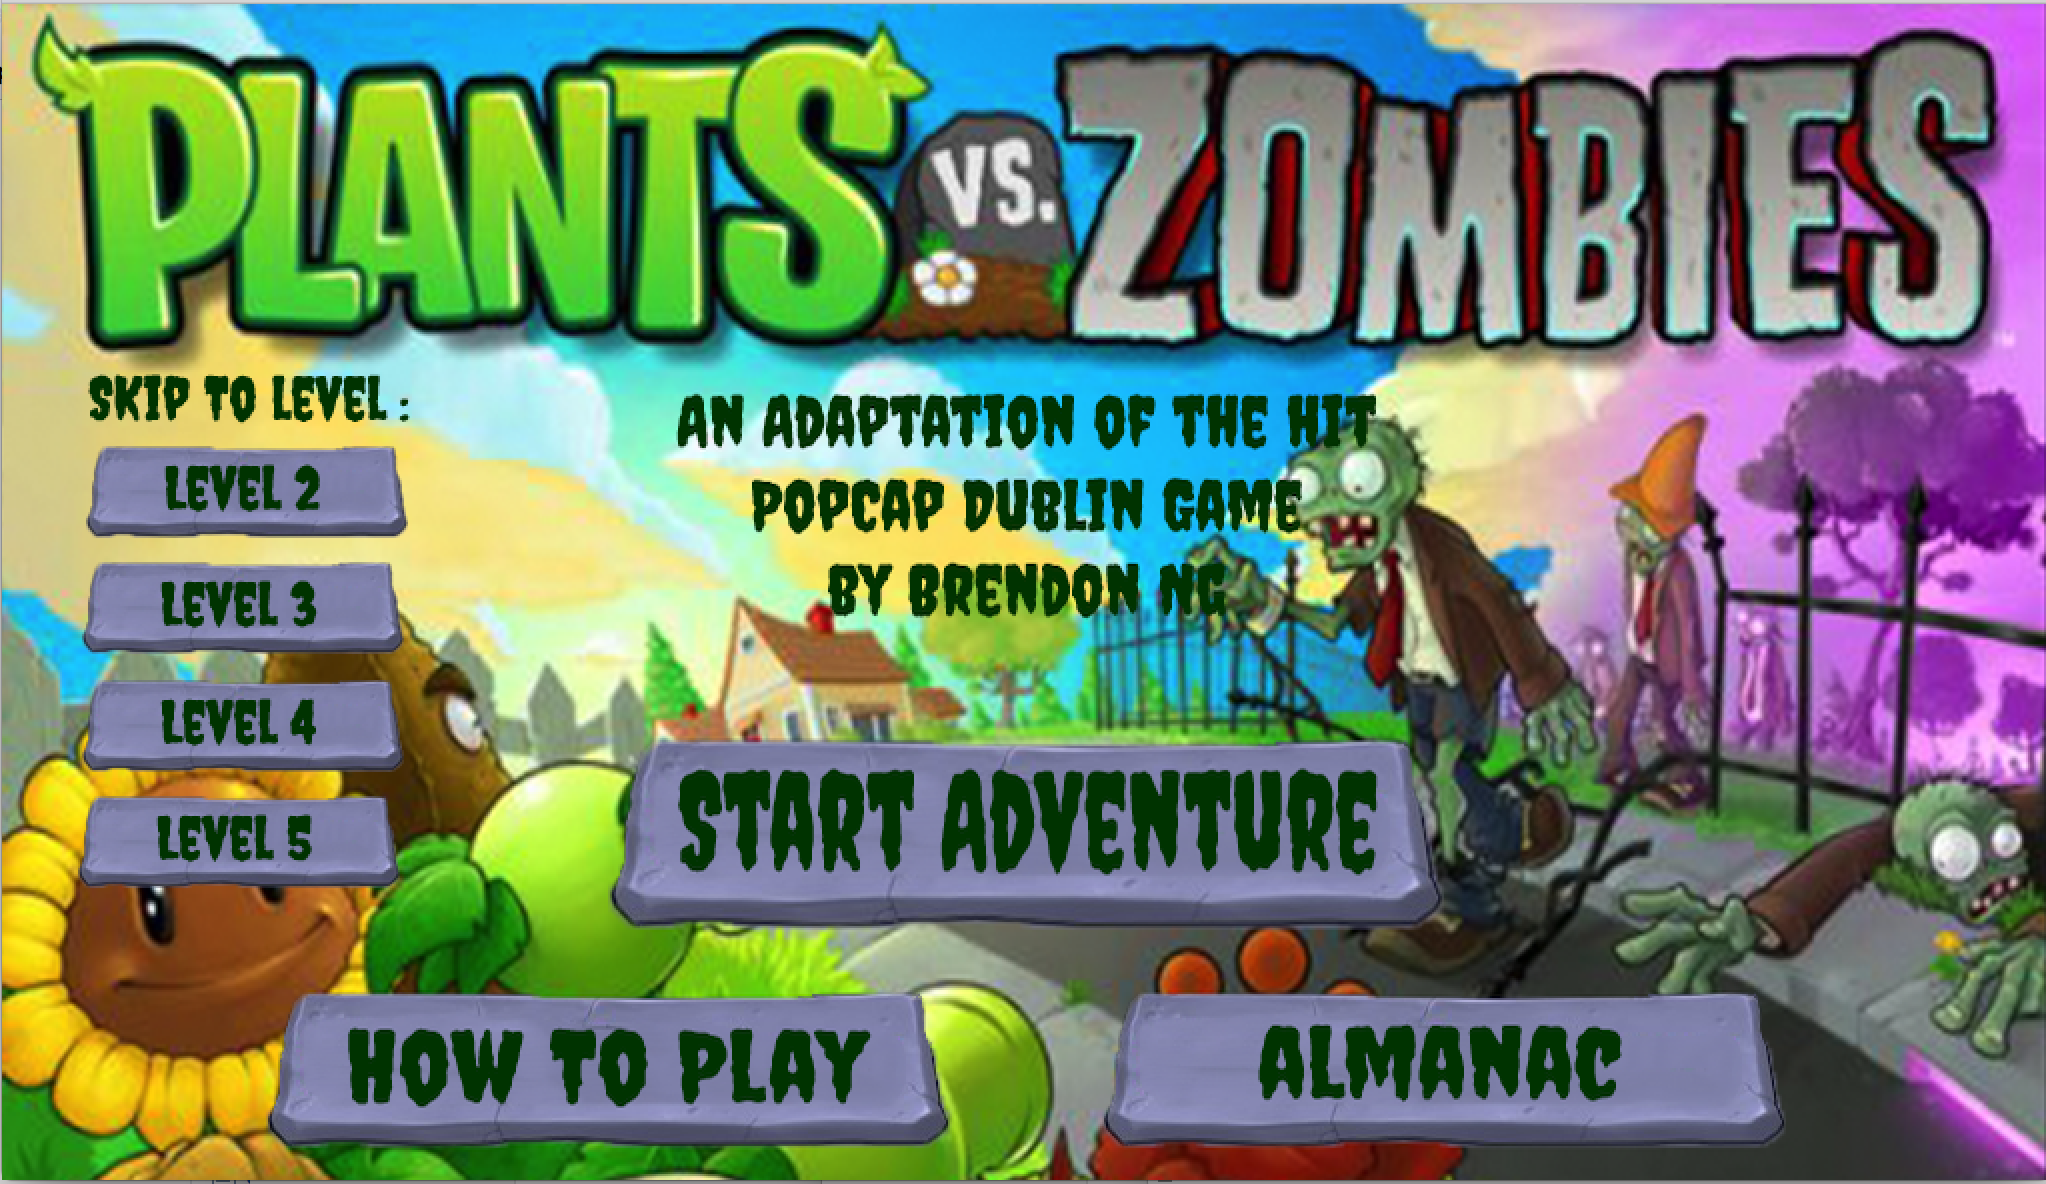 PLANTS VS. ZOMBIES
TM
SKIP TO LEVEL :
LEVEL 2
LEVEL 3
LEVEL 4
LEVEL 5
AN ADAPTATION OF THE HIT
POPCAP DUBLIN GAME
BY BRENDON NG
START ADVENTURE
HOW TO PLAY
ALMANAC